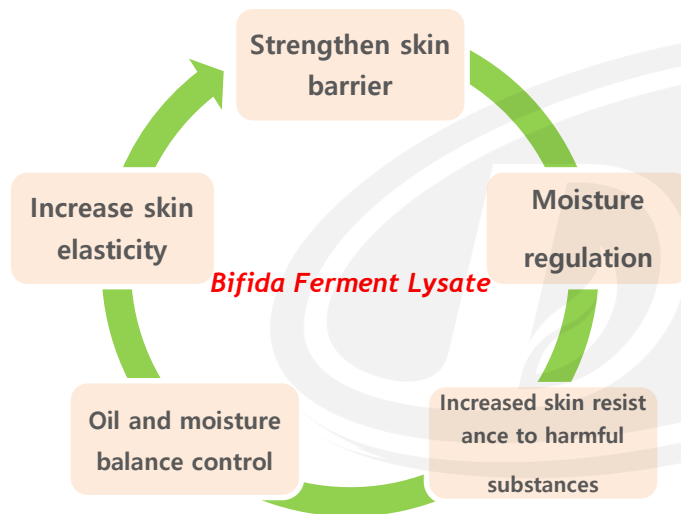 Strengthen skin
barrier
Moisture
regulation
Increased skin resist
ance to harmful
substances
Oil and moisture
balance control
Increase skin
elasticity
Bifida Ferment Lysate